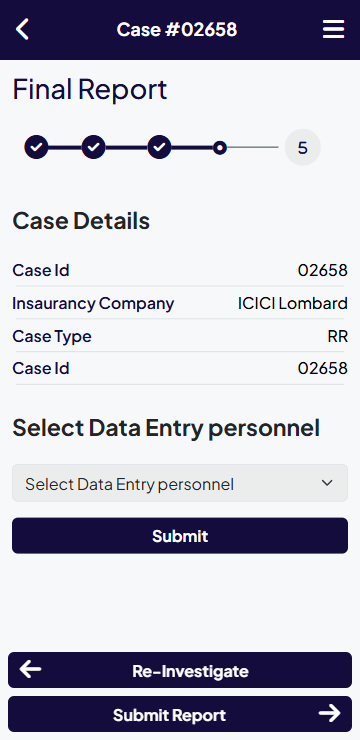 Case #02658
Final Report
5
Case Details
Case Id 02658
Insaurancy Company ICICI Lombard
Case Type RR
Case Id 02658
Select Data Entry personnel
Select Data Entry personnel
Submit
Re-Investigate
Submit Report